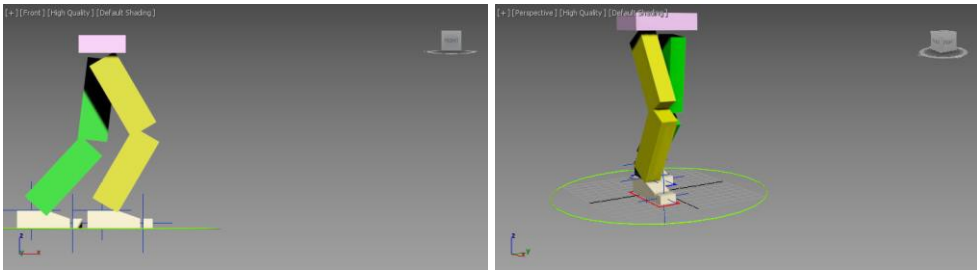 [+] [Front] [High Quality] [Default Shading]
[+] [Perspective] [High Quality] [Default Shading]
z
x
z
y